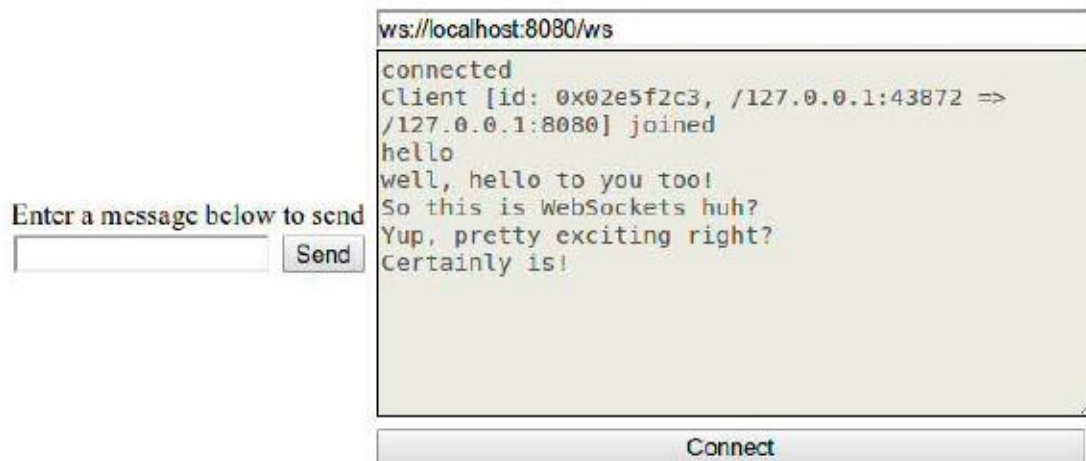 ws://localhost:8080/ws
connected
Client [id: 0x02e5f2c3, /127.0.0.1:43872 =>
/127.0.0.1:8080] joined
hello
well, hello to you too!
So this is WebSockets huh?
Yup, pretty exciting right?
Certainly is!
Enter a message below to send
Send
Connect